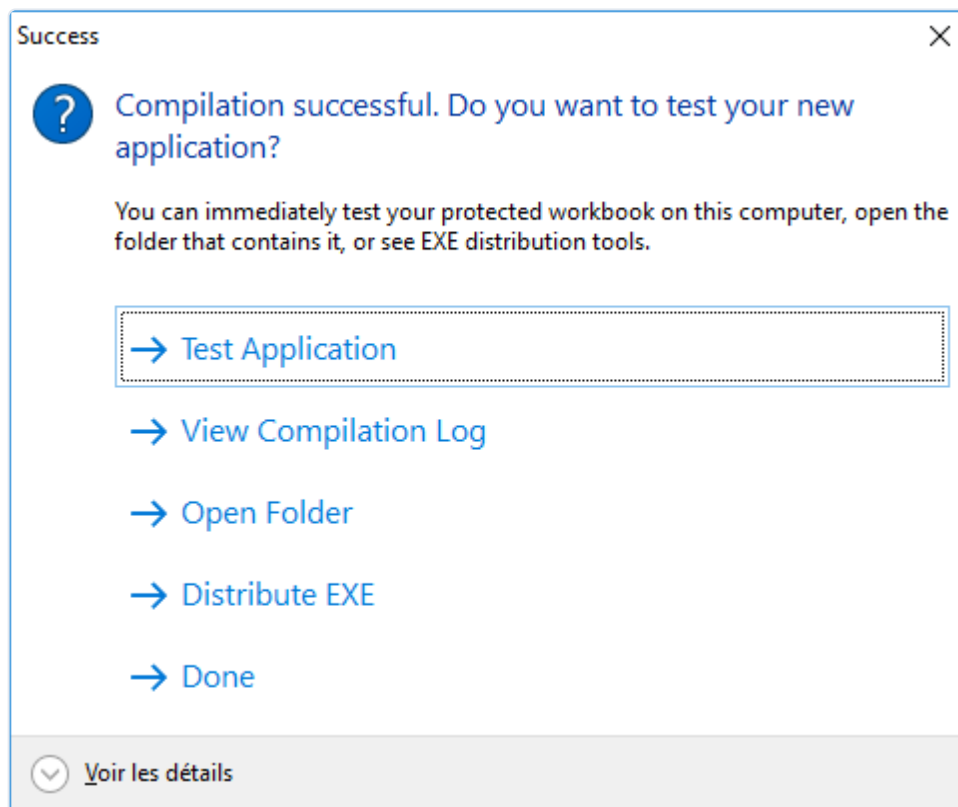 Success
Compilation successful. Do you want to test your new
application?
You can immediately test your protected workbook on this computer, open the
folder that contains it, or see EXE distribution tools.
Test Application
View Compilation Log
Open Folder
Distribute EXE
Done
Voir les détails